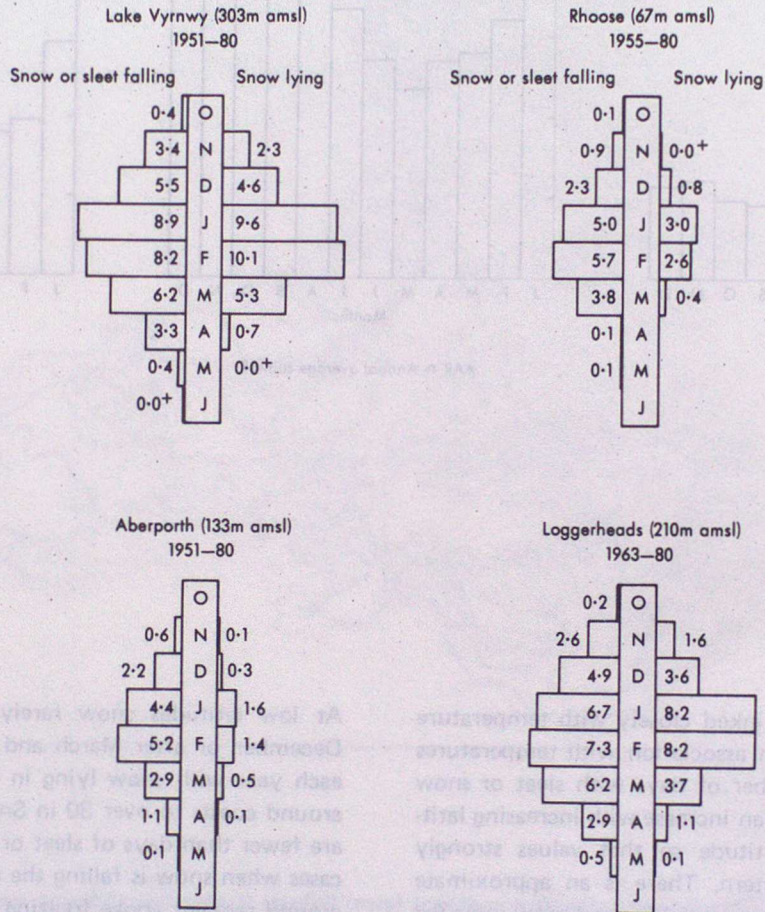 Lake Vyrnwy (303m amsl)
1951—80
Snow or sleet falling Snow lying
0·4 O
3·4 N 2·3
5·5 D 4·6
8·9 J 9·6
8·2 F 10·1
6·2 M 5·3
3·3 A 0·7
0·4 M 0·0+
0·0+ J
Rhoose (67m amsl)
1955—80
Snow or sleet falling Snow lying
0·1 O
0·9 N 0·0+
2·3 D 0·8
5·0 J 3·0
5·7 F 2·6
3·8 M 0·4
0·1 A
0·1 M
J
Aberporth (133m amsl)
1951—80
O
0·6 N 0·1
2·2 D 0·3
4·4 J 1·6
5·2 F 1·4
2·9 M 0·5
1·1 A 0·1
0·1 M
J
Loggerheads (210m amsl)
1963—80
0·2 O
2·6 N 1·6
4·9 D 3·6
6·7 J 8·2
7·3 F 8·2
6·2 M 3·7
2·9 A 1·1
0·5 M 0·1
J